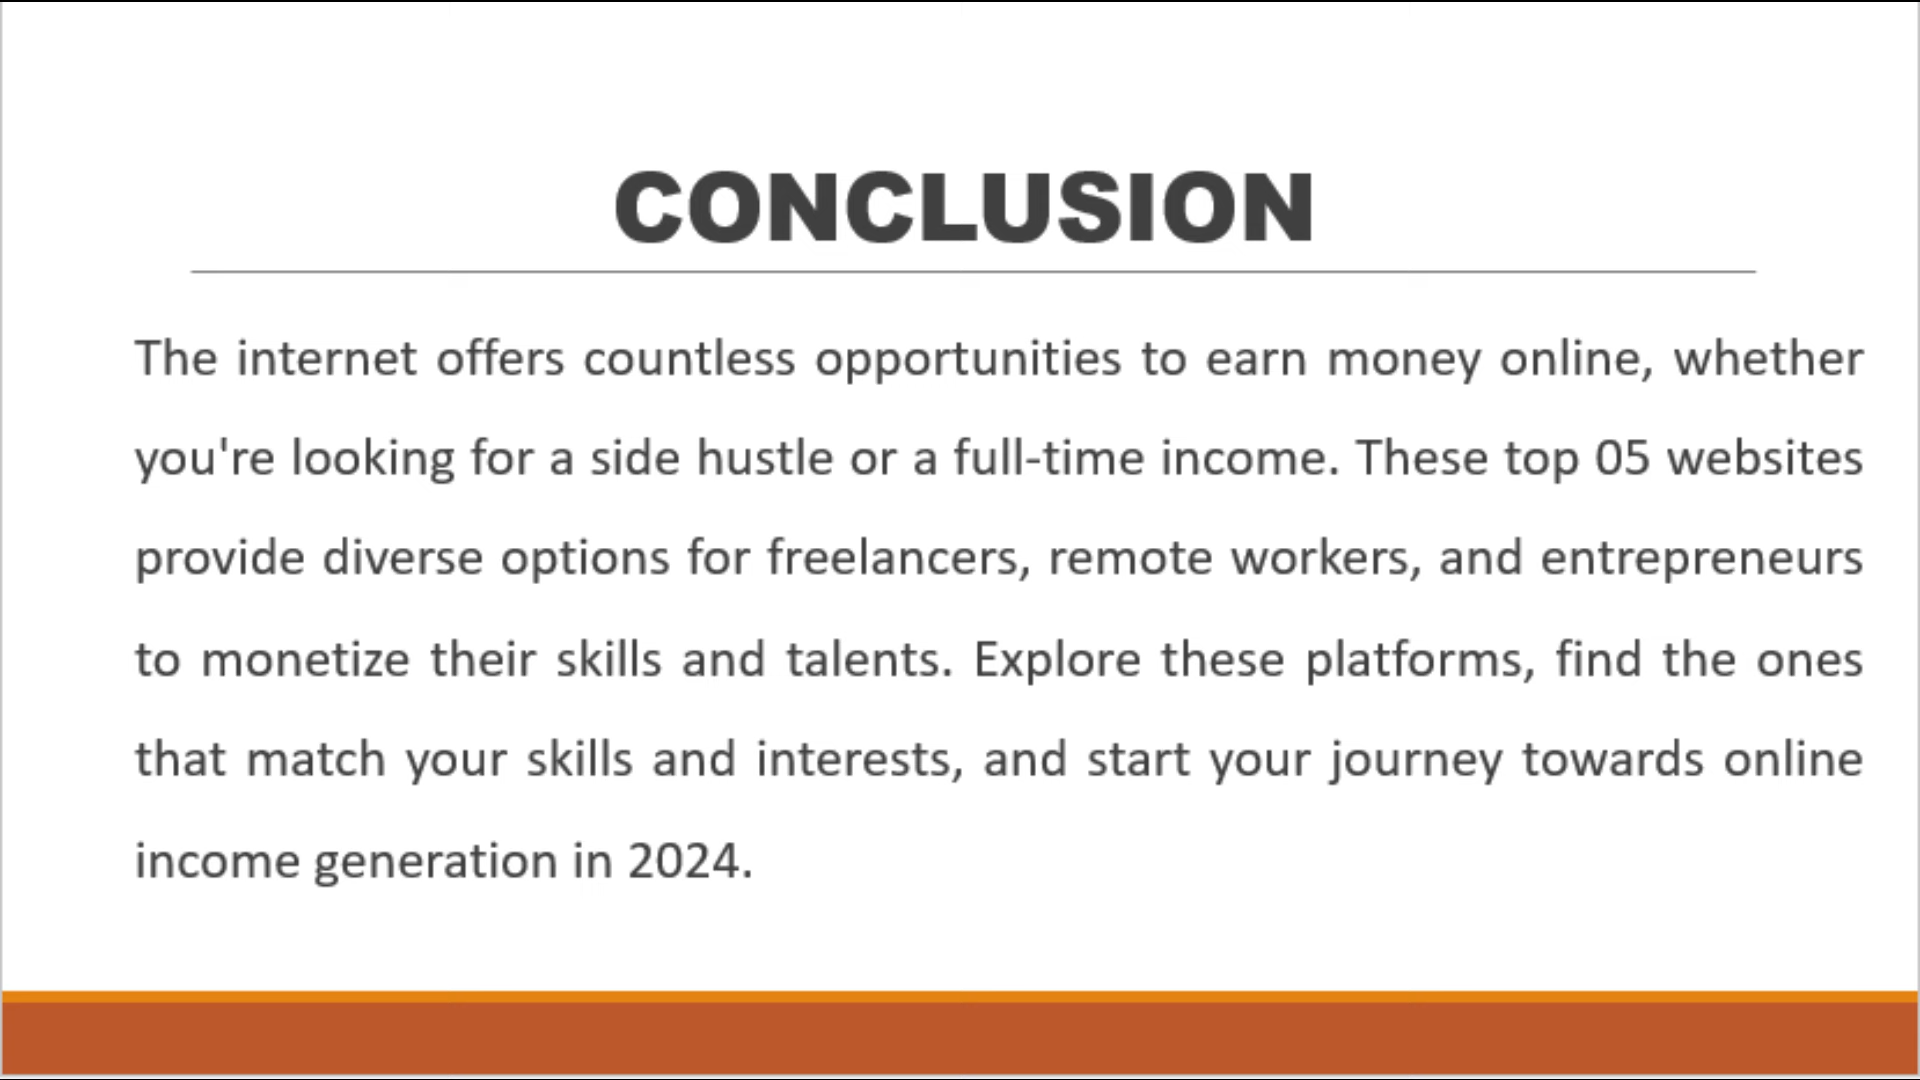 CONCLUSION
The internet offers countless opportunities to earn money online, whether
you're looking for a side hustle or a full-time income. These top 05 websites
provide diverse options for freelancers, remote workers, and entrepreneurs
to monetize their skills and talents. Explore these platforms, find the ones
that match your skills and interests, and start your journey towards online
income generation in 2024.